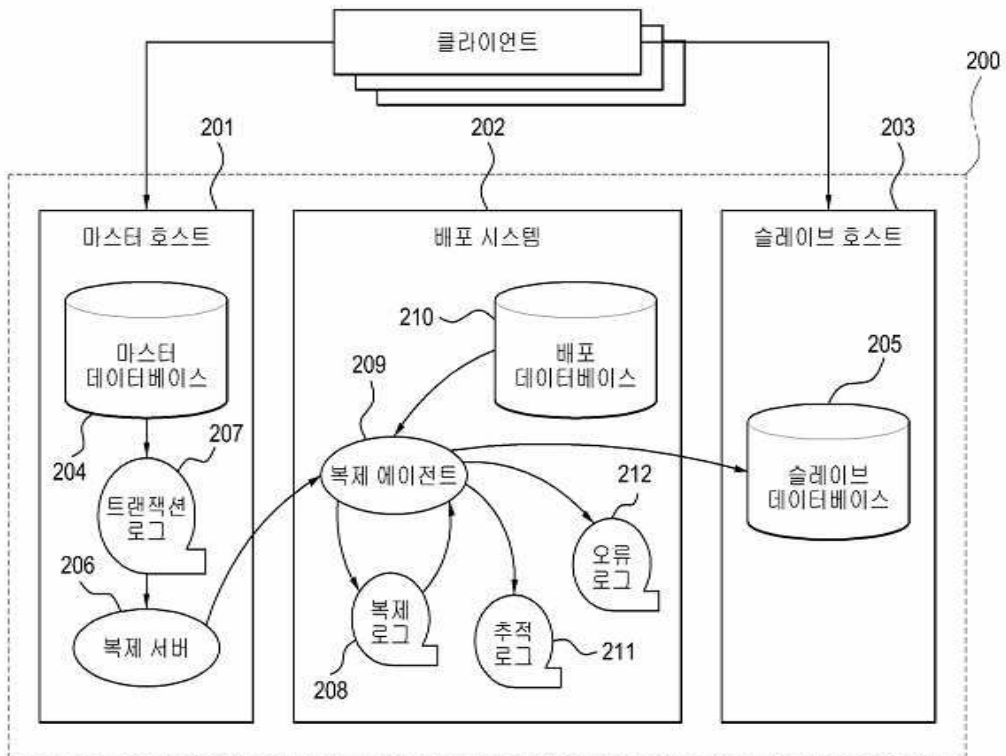 클라이언트
200
201
202
203
마스터 호스트
배포 시스템
슬레이브 호스트
마스터
데이터베이스
204
207
트랜잭션
로그
206
복제 서버
210
배포
데이터베이스
209
복제 에이전트
212
오류
로그
복제
로그
208
추적
로그
211
205
슬레이브
데이터베이스